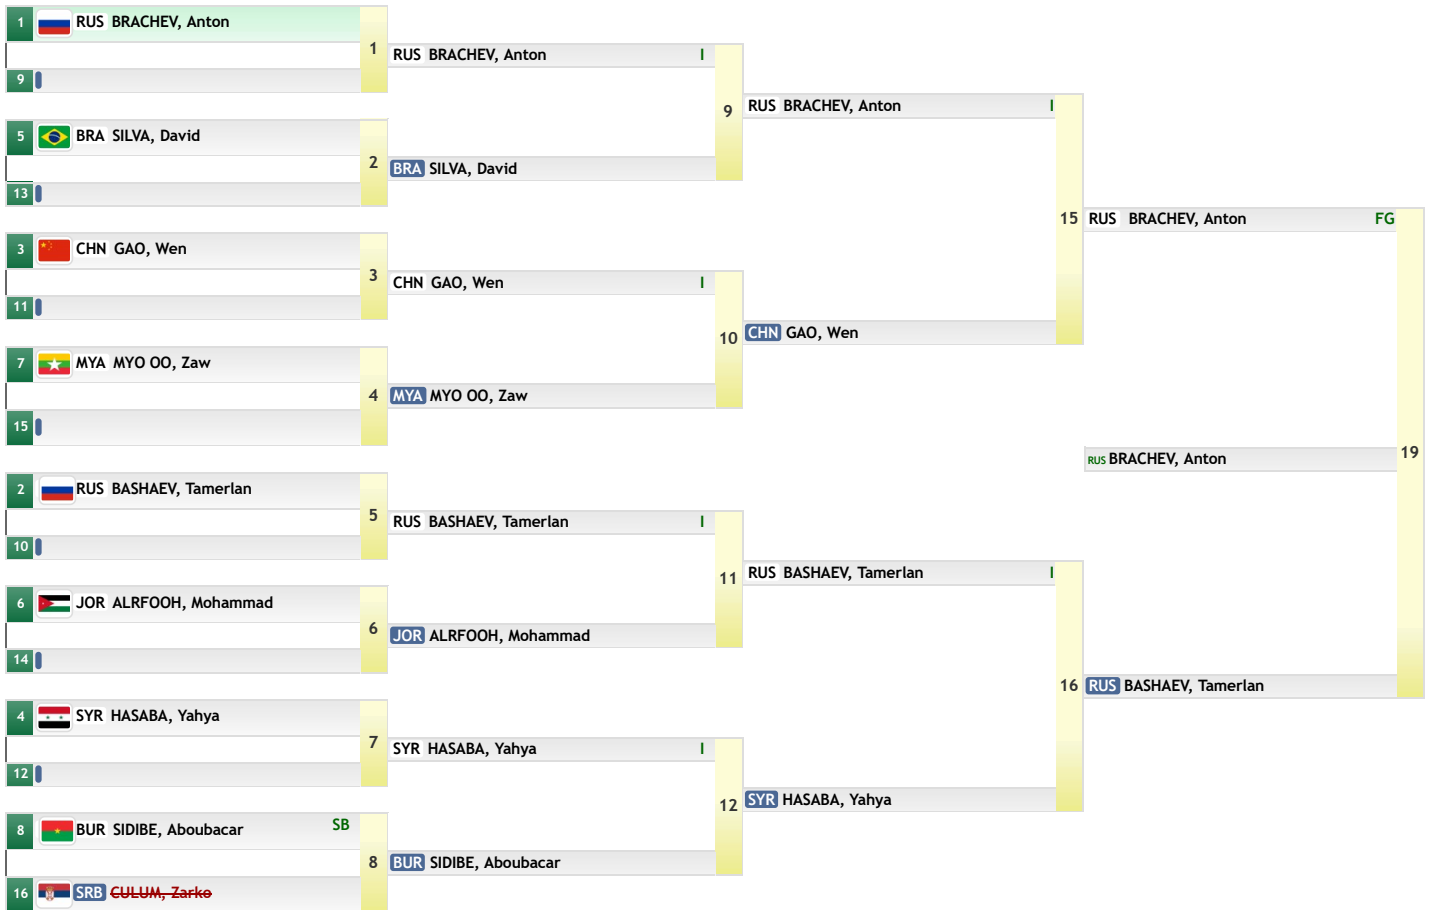 1 RUS BRACHEV, Anton
1
9
5 BRA SILVA, David
2
13
3 CHN GAO, Wen
3
11
7 MYA MYO OO, Zaw
4
15
2 RUS BASHAEV, Tamerlan
5
10
6 JOR ALRFOOH, Mohammad
6
14
4 SYR HASABA, Yahya
7
12
8 BUR SIDIBE, Aboubacar SB
8
16 SRB CULUM, Zarko
RUS BRACHEV, Anton I
9
BRA SILVA, David
CHN GAO, Wen I
10
MYA MYO OO, Zaw
RUS BASHAEV, Tamerlan I
11
JOR ALRFOOH, Mohammad
SYR HASABA, Yahya I
12
BUR SIDIBE, Aboubacar
RUS BRACHEV, Anton I
15
CHN GAO, Wen
RUS BASHAEV, Tamerlan I
16
SYR HASABA, Yahya
RUS BRACHEV, Anton FG
19
RUS BRACHEV, Anton
RUS BASHAEV, Tamerlan